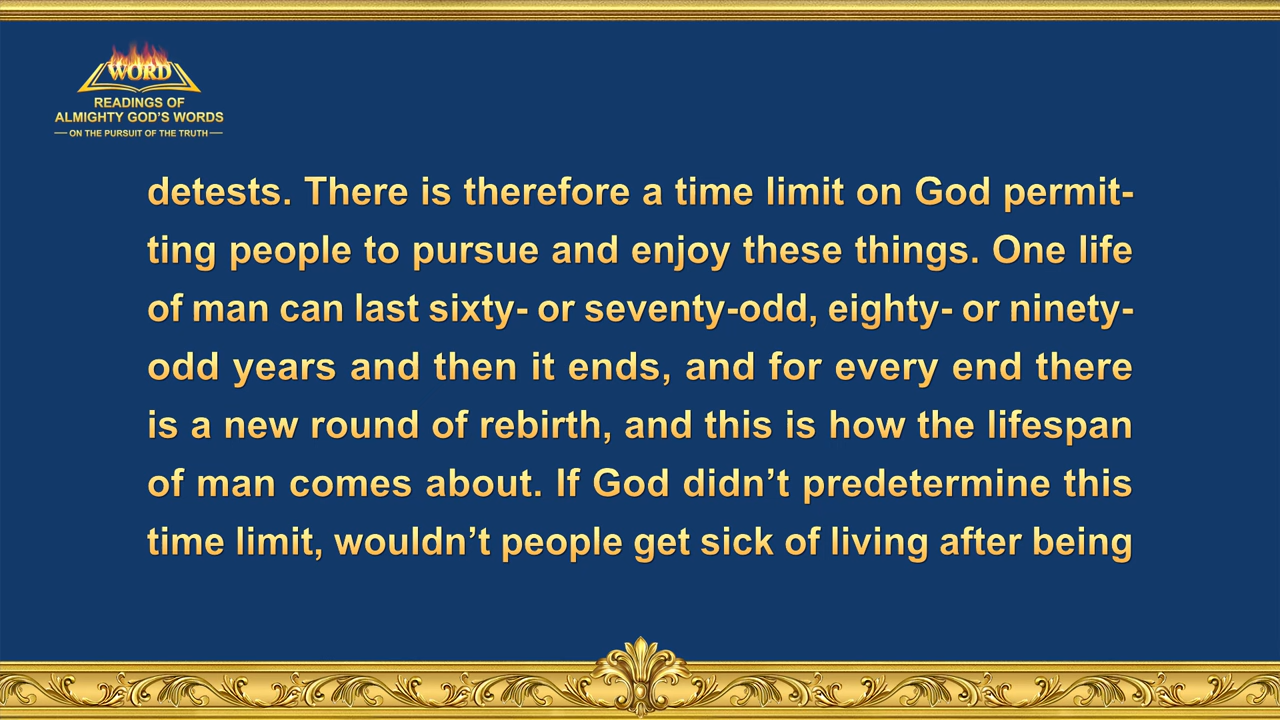 WORD
READINGS OF
ALMIGHTY GOD'S WORDS
— ON THE PURSUIT OF THE TRUTH —
detests. There is therefore a time limit on God permit-
ting people to pursue and enjoy these things. One life
of man can last sixty- or seventy-odd, eighty- or ninety-
odd years and then it ends, and for every end there
is a new round of rebirth, and this is how the lifespan
of man comes about. If God didn’t predetermine this
time limit, wouldn’t people get sick of living after being